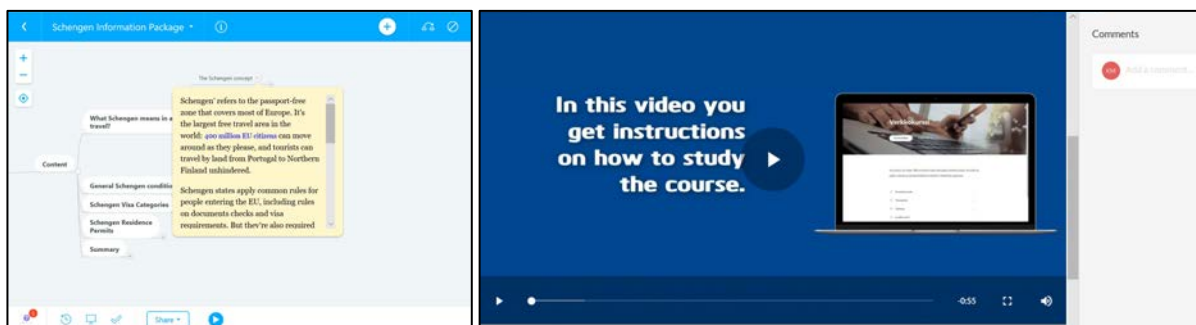 Schengen Information Package
The Schengen concept
Schengen' refers to the passport-free
zone that covers most of Europe. It's
the largest free travel area in the
world: 400 million EU citizens can move
around as they please, and tourists can
travel by land from Portugal to Northern
Finland unhindered.
Schengen states apply common rules for
people entering the EU, including rules
on documents checks and visa
requirements. But they're also required
What Schengen means in a
travel?
Content
General Schengen conditio
Schengen Visa Categories
Schengen Residence
Permits
Summary
Share
In this video you
get instructions
on how to study
the course.
-0:55
Comments
Add a comment...